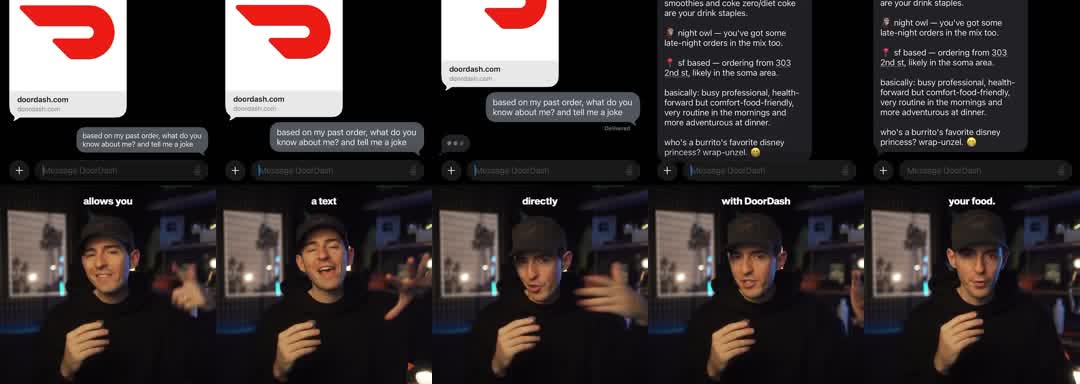 doordash.com
doordash.com
based on my past order, what do you
know about me? and tell me a joke
Message DoorDash
allows you
doordash.com
doordash.com
based on my past order, what do you
know about me? and tell me a joke
Message DoorDash
a text
doordash.com
doordash.com
based on my past order, what do you
know about me? and tell me a joke
Delivered
Message DoorDash
directly
smoothies and coke zero/diet coke
are your drink staples.
night owl — you've got some
late-night orders in the mix too.
sf based — ordering from 303
2nd st, likely in the soma area.
basically: busy professional, health-
forward but comfort-food-friendly,
very routine in the mornings and
more adventurous at dinner.
who's a burrito's favorite disney
princess? wrap-unzel. 😄
Message DoorDash
with DoorDash
are your drink staples.
night owl — you've got some
late-night orders in the mix too.
sf based — ordering from 303
2nd st, likely in the soma area.
basically: busy professional, health-
forward but comfort-food-friendly,
very routine in the mornings and
more adventurous at dinner.
who's a burrito's favorite disney
princess? wrap-unzel. 😄
Message DoorDash
your food.